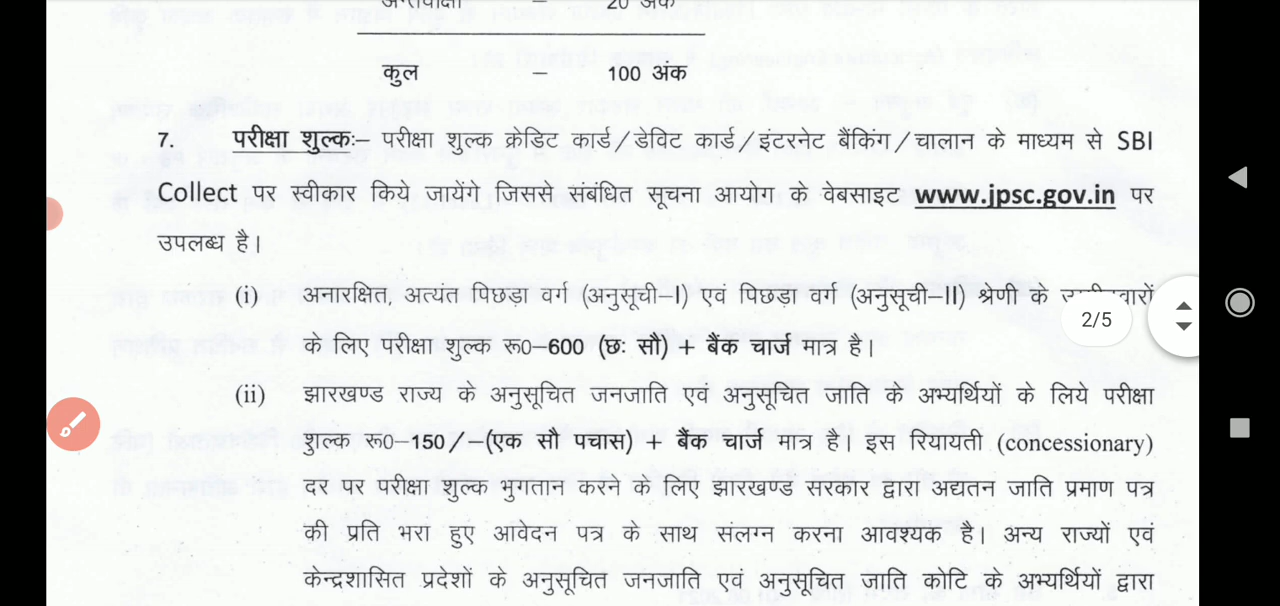 अन्तर्वीक्षा – 20 अंक
कुल – 100 अंक
7. परीक्षा शुल्क:– परीक्षा शुल्क क्रेडिट कार्ड/डेविट कार्ड/इंटरनेट बैंकिंग/चालान के माध्यम से SBI
Collect पर स्वीकार किये जायेंगे जिससे संबंधित सूचना आयोग के वेबसाइट www.jpsc.gov.in पर
उपलब्ध है।
(i) अनारक्षित, अत्यंत पिछड़ा वर्ग (अनुसूची–I) एवं पिछड़ा वर्ग (अनुसूची–II) श्रेणी के
2/5
के लिए परीक्षा शुल्क रू0–600 (छः सौ) + बैंक चार्ज मात्र है।
(ii) झारखण्ड राज्य के अनुसूचित जनजाति एवं अनुसूचित जाति के अभ्यर्थियों के लिये परीक्षा
शुल्क रू0–150/–(एक सौ पचास) + बैंक चार्ज मात्र है। इस रियायती (concessionary)
दर पर परीक्षा शुल्क भुगतान करने के लिए झारखण्ड सरकार द्वारा अद्यतन जाति प्रमाण पत्र
की प्रति भरा हुए आवेदन पत्र के साथ संलग्न करना आवश्यक है। अन्य राज्यों एवं
केन्द्रशासित प्रदेशों के अनुसूचित जनजाति एवं अनुसूचित जाति कोटि के अभ्यर्थियों द्वारा